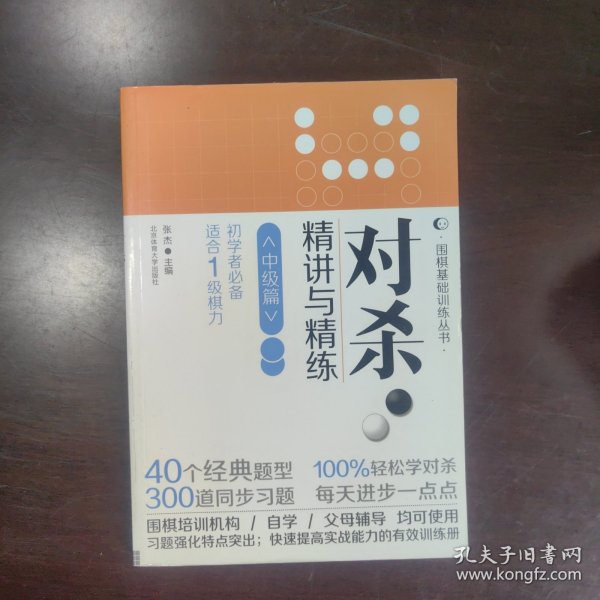 ·围棋基础训练丛书·
对杀
精讲与精练
<中级篇>
初学者必备
适合1级棋力
张杰●主编
北京体育大学出版社
40个经典题型 100%轻松学对杀
300道同步习题 每天进步一点点
围棋培训机构 / 自学 / 父母辅导 均可使用
习题强化特点突出；快速提高实战能力的有效训练册
孔夫子旧书网
www.kongfz.com